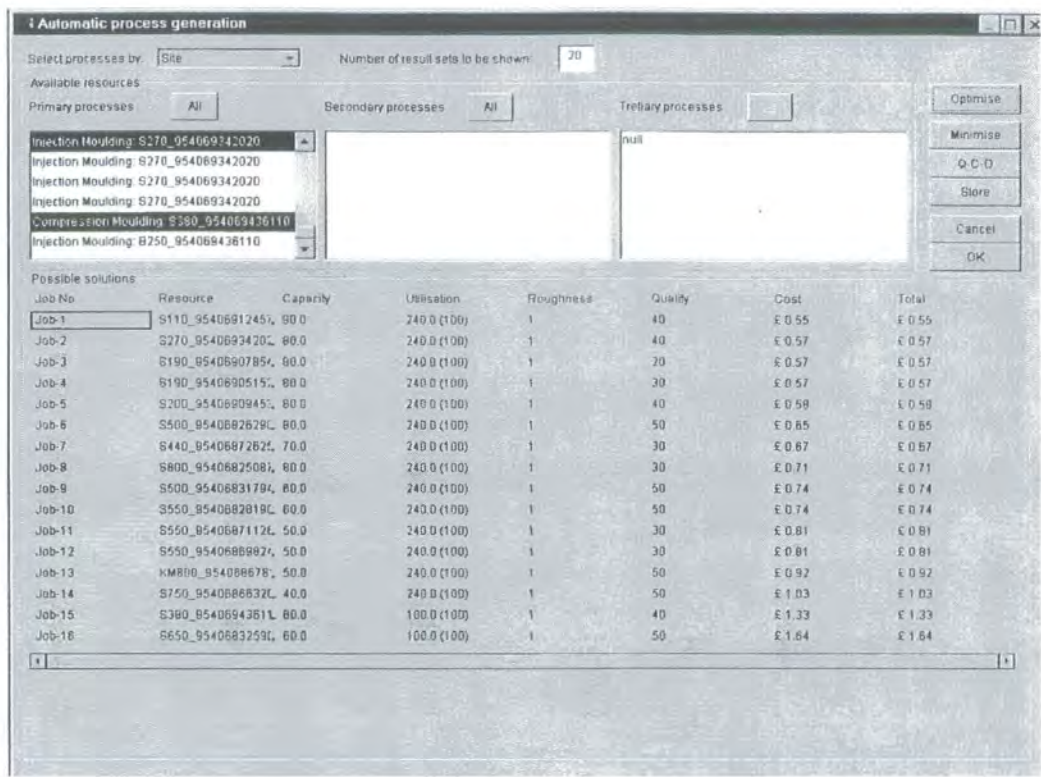 Automatic process generation
Select processes by: Site Number of result sets to be shown: 20
Available resources
Primary processes All Secondary processes All Tretiary processes
Injection Moulding: S270_954069342020 null
Injection Moulding: S270_954069342020
Injection Moulding: S270_954069342020
Injection Moulding: S270_954069342020
Compression Moulding: S380_954069436110
Injection Moulding: B250_954069436110
Optimise
Minimise
Q-C-D
Store
Cancel
OK
Possible solutions
Job No Resource Capacity Utilisation Roughness Quality Cost Total
Job-1 90.0 240.0 (100) 1 40 £ 0.55 £ 0.55
Job-2 80.0 240.0 (100) 1 40 £ 0.57 £ 0.57
Job-3 90.0 240.0 (100) 1 20 £ 0.57 £ 0.57
Job-4 80.0 240.0 (100) 1 30 £ 0.57 £ 0.57
Job-5 80.0 240.0 (100) 1 40 £ 0.58 £ 0.58
Job-6 80.0 240.0 (100) 1 50 £ 0.65 £ 0.65
Job-7 70.0 240.0 (100) 1 30 £ 0.67 £ 0.67
Job-8 80.0 240.0 (100) 1 30 £ 0.71 £ 0.71
Job-9 60.0 240.0 (100) 1 50 £ 0.74 £ 0.74
Job-10 60.0 240.0 (100) 1 50 £ 0.74 £ 0.74
Job-11 50.0 240.0 (100) 1 30 £ 0.81 £ 0.81
Job-12 50.0 240.0 (100) 1 30 £ 0.81 £ 0.81
Job-13 50.0 240.0 (100) 1 50 £ 0.92 £ 0.92
Job-14 40.0 240.0 (100) 1 50 £ 1.03 £ 1.03
Job-15 80.0 100.0 (100) 1 40 £ 1.33 £ 1.33
Job-16 60.0 100.0 (100) 1 50 £ 1.64 £ 1.64